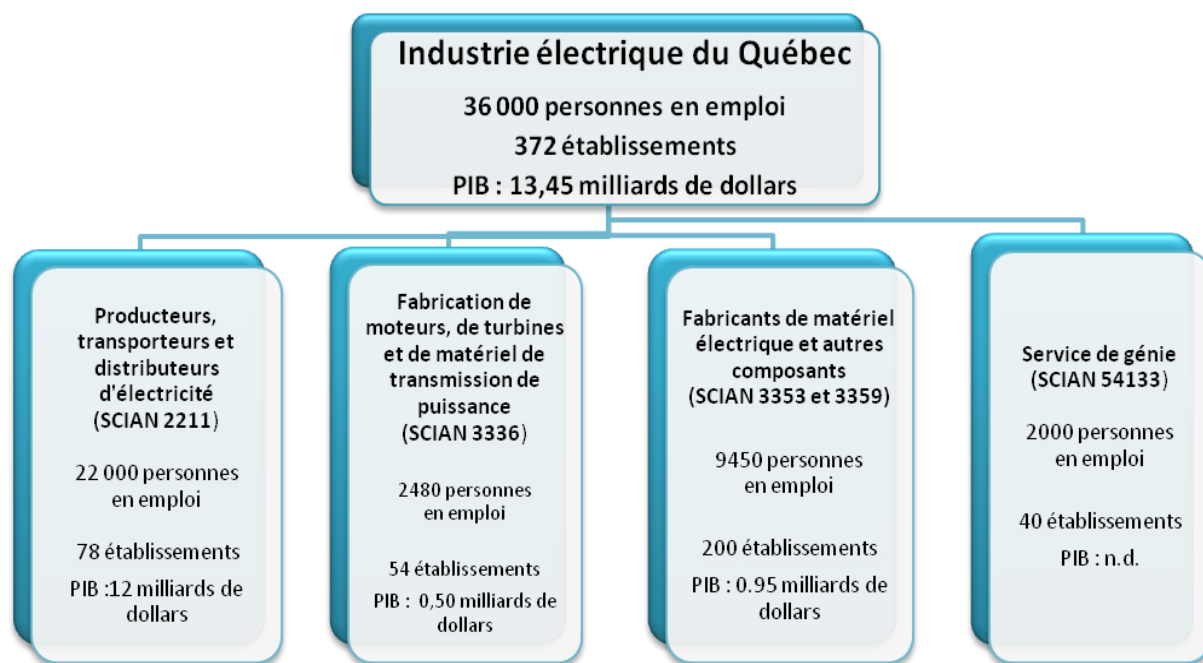 Industrie électrique du Québec
36 000 personnes en emploi
372 établissements
PIB : 13,45 milliards de dollars
Producteurs,
transporteurs et
distributeurs
d'électricité
(SCIAN 2211)
22 000 personnes
en emploi
78 établissements
PIB :12 milliards de
dollars
Fabrication de
moteurs, de turbines
et de matériel de
transmission de
puissance
(SCIAN 3336)
2480 personnes
en emploi
54 établissements
PIB : 0,50 milliards de
dollars
Fabricants de matériel
électrique et autres
composants
(SCIAN 3353 et 3359)
9450 personnes
en emploi
200 établissements
PIB : 0.95 milliards de
dollars
Service de génie
(SCIAN 54133)
2000 personnes
en emploi
40 établissements
PIB : n.d.